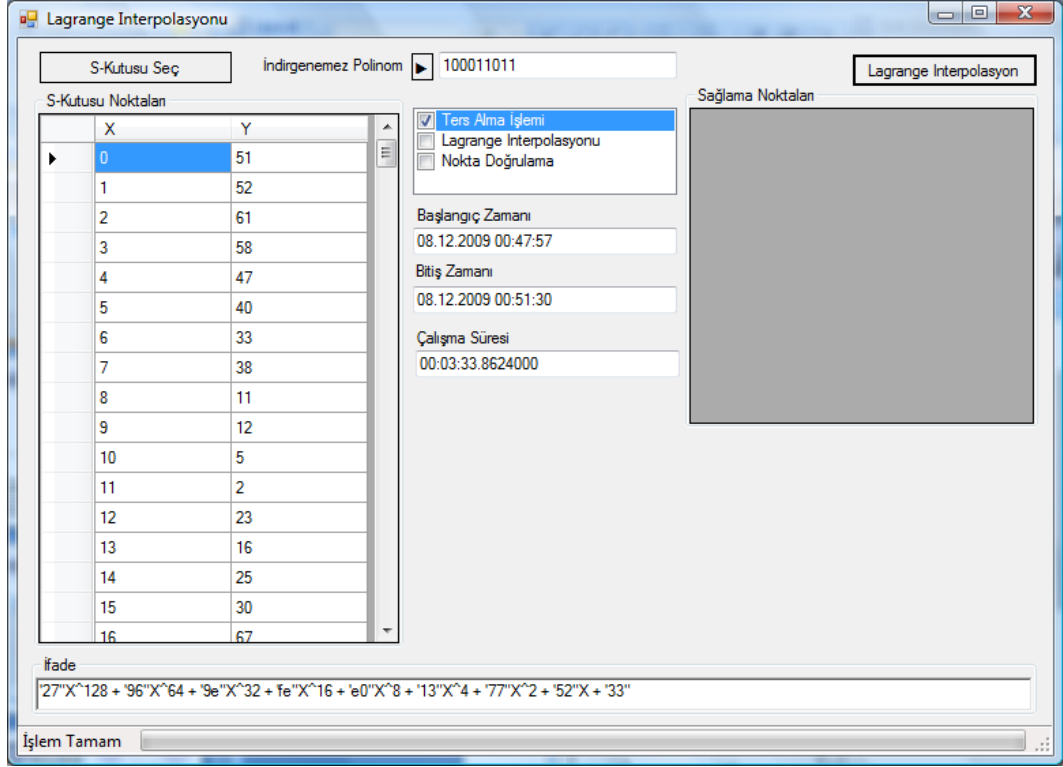 Lagrange Interpolasyonu
S-Kutusu Seç
İndirgenemez Polinom
100011011
Lagrange Interpolasyon
S-Kutusu Noktaları
X Y
0 51
1 52
2 61
3 58
4 47
5 40
6 33
7 38
8 11
9 12
10 5
11 2
12 23
13 16
14 25
15 30
16 67
Ters Alma İşlemi
Lagrange Interpolasyonu
Nokta Doğrulama
Başlangıç Zamanı
08.12.2009 00:47:57
Bitiş Zamanı
08.12.2009 00:51:30
Çalışma Süresi
00:03:33.8624000
Sağlama Noktaları
İfade
'27"X^128 + '96"X^64 + '9e"X^32 + 'fe"X^16 + 'e0"X^8 + '13"X^4 + '77"X^2 + '52"X + '33"
İşlem Tamam